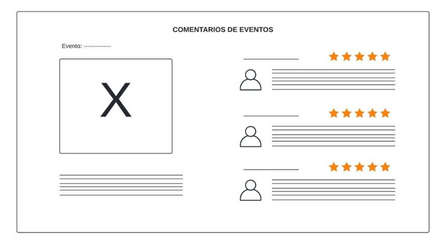 COMENTARIOS DE EVENTOS
Evento: --------------
X